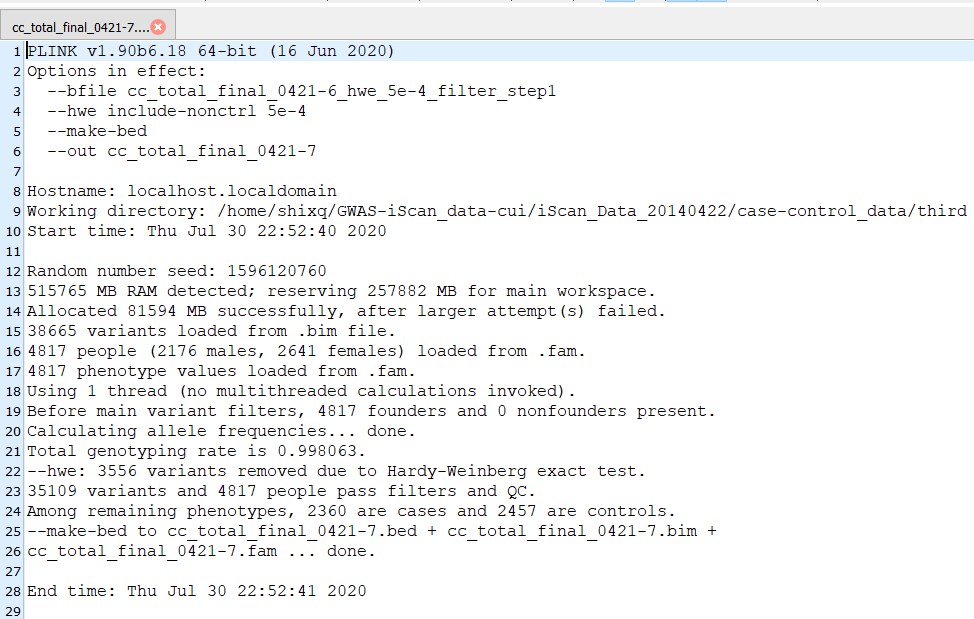 cc_total_final_0421-7....
1 PLINK v1.90b6.18 64-bit (16 Jun 2020)
2 Options in effect:
3   --bfile cc_total_final_0421-6_hwe_5e-4_filter_step1
4   --hwe include-nonctrl 5e-4
5   --make-bed
6   --out cc_total_final_0421-7
7
8 Hostname: localhost.localdomain
9 Working directory: /home/shixq/GWAS-iScan_data-cui/iScan_Data_20140422/case-control_data/third
10 Start time: Thu Jul 30 22:52:40 2020
11
12 Random number seed: 1596120760
13 515765 MB RAM detected; reserving 257882 MB for main workspace.
14 Allocated 81594 MB successfully, after larger attempt(s) failed.
15 38665 variants loaded from .bim file.
16 4817 people (2176 males, 2641 females) loaded from .fam.
17 4817 phenotype values loaded from .fam.
18 Using 1 thread (no multithreaded calculations invoked).
19 Before main variant filters, 4817 founders and 0 nonfounders present.
20 Calculating allele frequencies... done.
21 Total genotyping rate is 0.998063.
22 --hwe: 3556 variants removed due to Hardy-Weinberg exact test.
23 35109 variants and 4817 people pass filters and QC.
24 Among remaining phenotypes, 2360 are cases and 2457 are controls.
25 --make-bed to cc_total_final_0421-7.bed + cc_total_final_0421-7.bim +
26 cc_total_final_0421-7.fam ... done.
27
28 End time: Thu Jul 30 22:52:41 2020
29